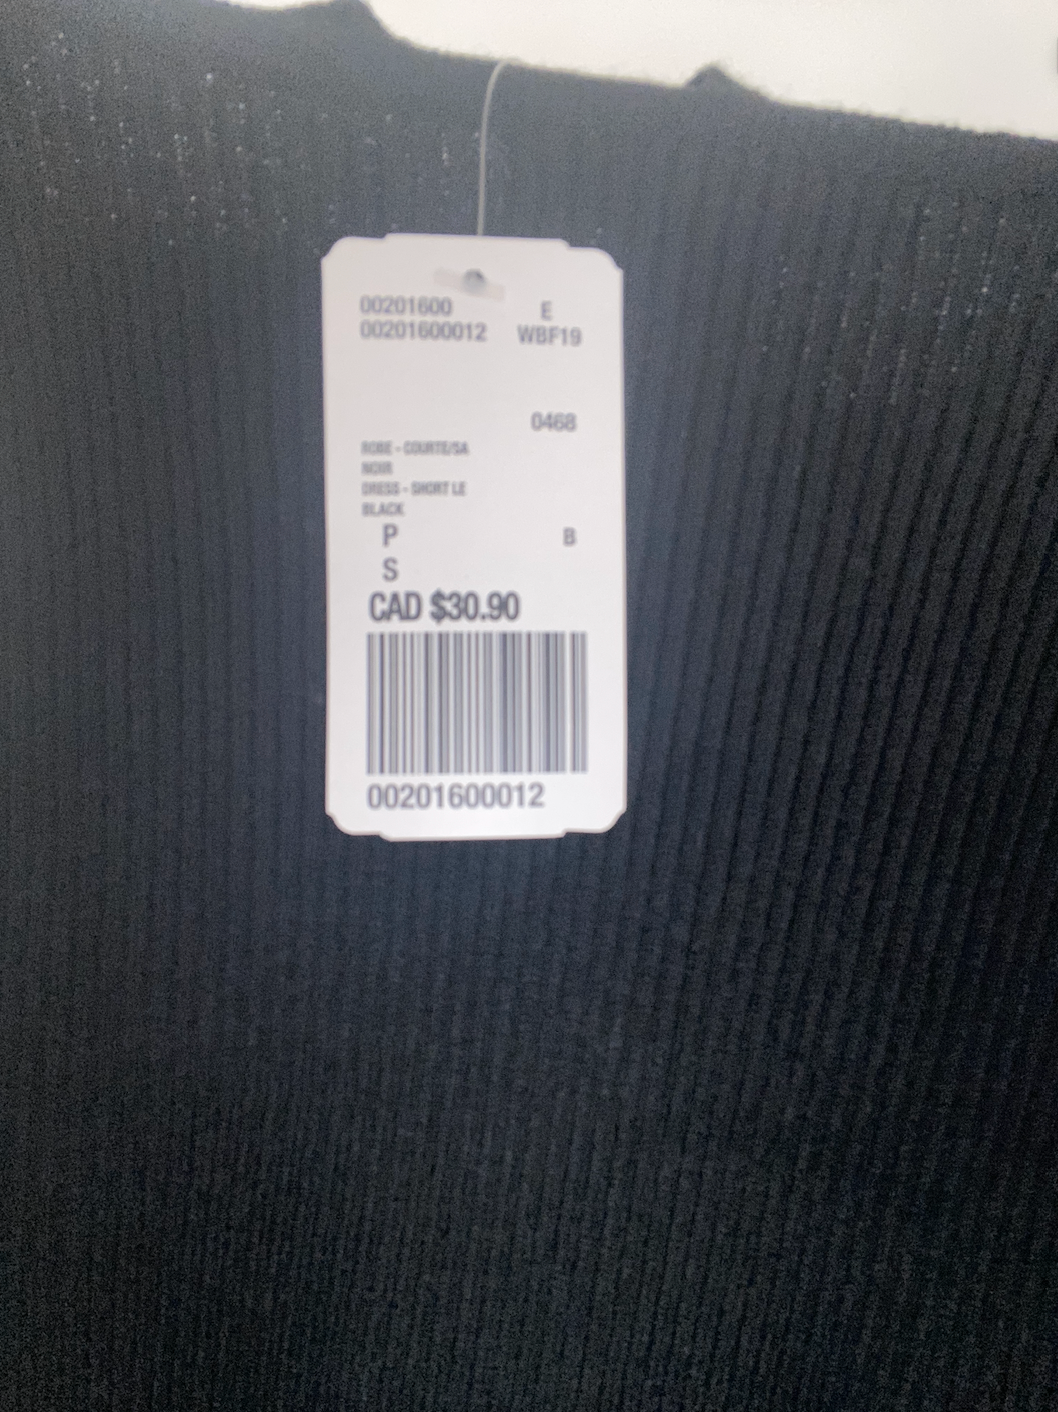 00201600 E
00201600012 WBF19
0468
ROBE - COURTE/SA
NOIR
DRESS - SHORT LE
BLACK
P B
S
CAD $30.90
00201600012